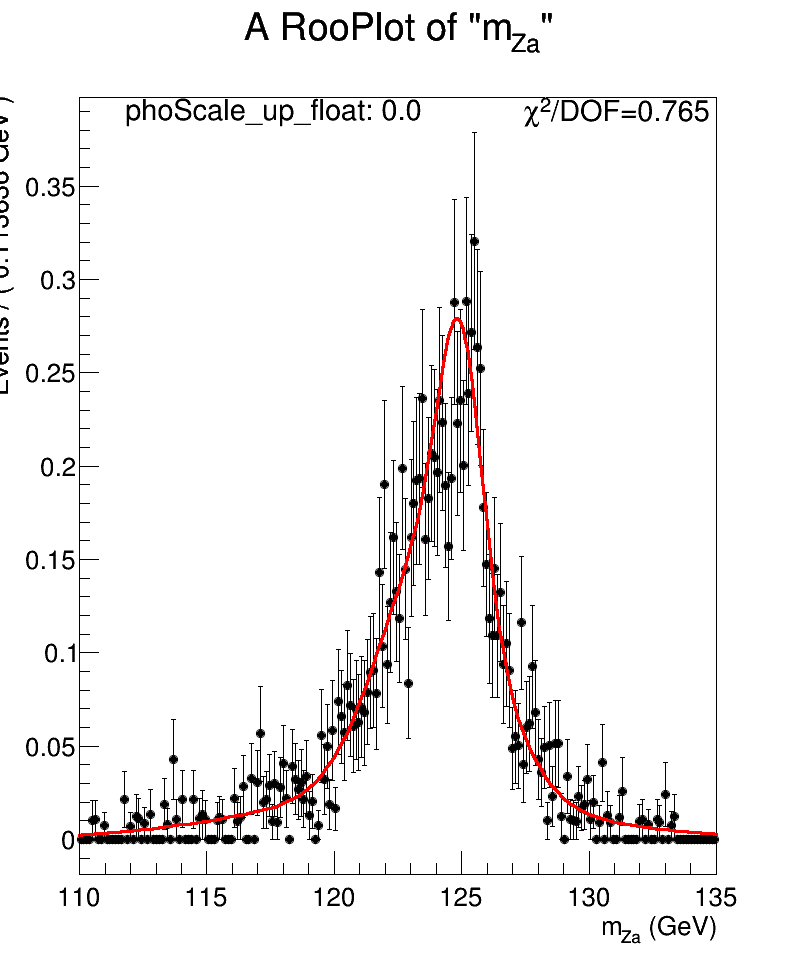 A RooPlot of "mZa"
phoScale_up_float: 0.0 χ²/DOF=0.765
Events / (
0.35
0.3
0.25
0.2
0.15
0.1
0.05
0
110 115 120 125 130 135
mZa (GeV)